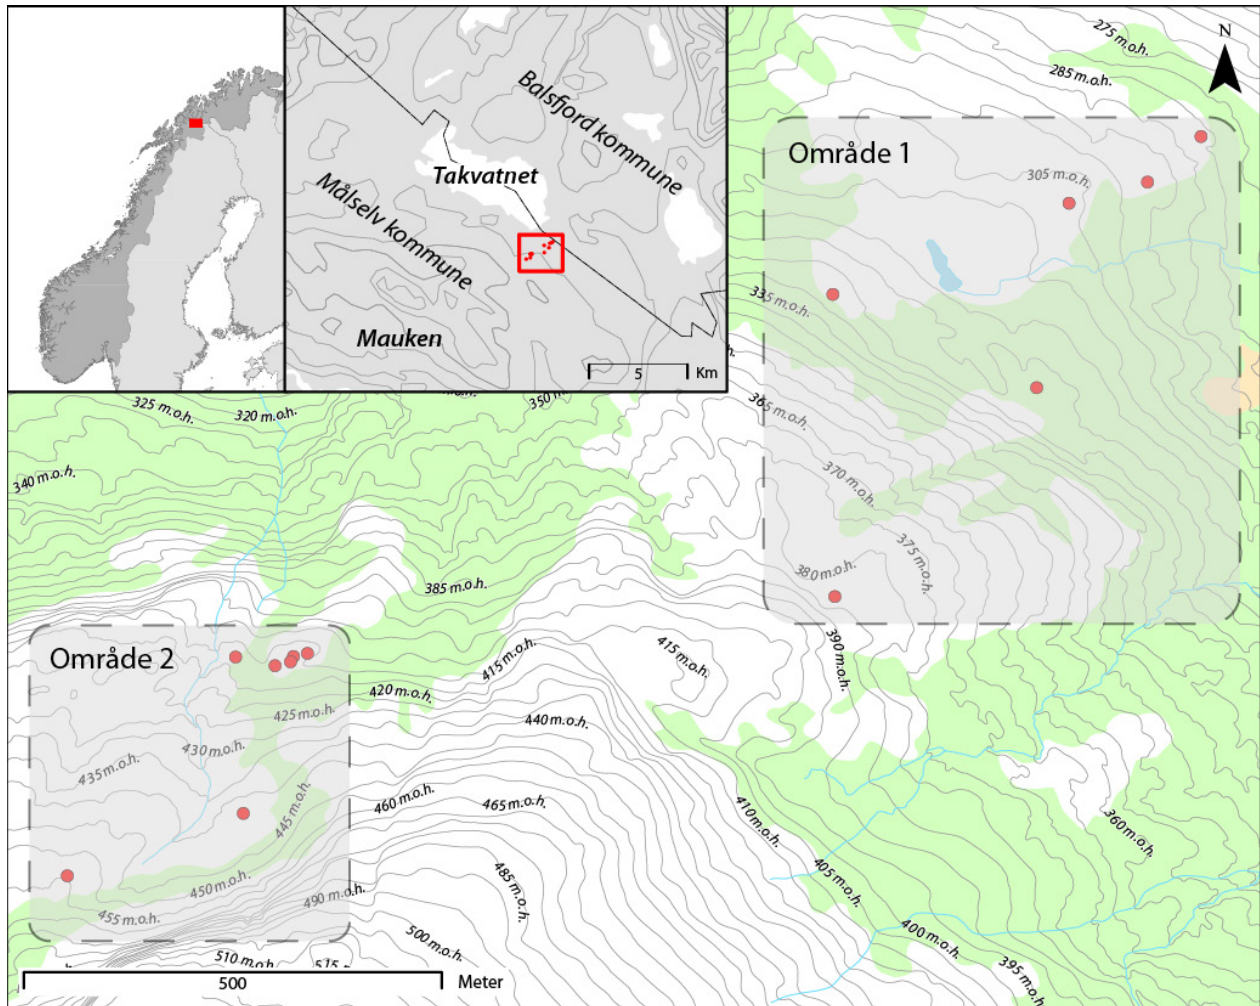 N
275 m.o.h.
285 m.o.h.
Balsfjord kommune
Takvatnet
Målselv kommune
Mauken
5
Km
Område 1
305 m.o.h.
335 m.o.h.
h.
365 m.o.h.
370 m.o.h.
375 m.o.h.
380 m.o.h.
390 m.o.h.
325 m.o.h.
320 m.o.h.
350 m.o.h.
340 m.o.h.
385 m.o.h.
Område 2
415 m.o.h.
415 m.o.h.
420 m.o.h.
425 m.o.h.
430 m.o.h.
435 m.o.h.
440 m.o.h.
445 m.o.h.
460 m.o.h.
465 m.o.h.
410 m.o.h.
360 m.o.h.
450 m.o.h.
490 m.o.h.
485 m.o.h.
405 m.o.h.
455 m.o.h.
400 m.o.h.
500 m.o.h.
510 m.o.h.
515 m.o.h.
395 m.o.h.
500
Meter